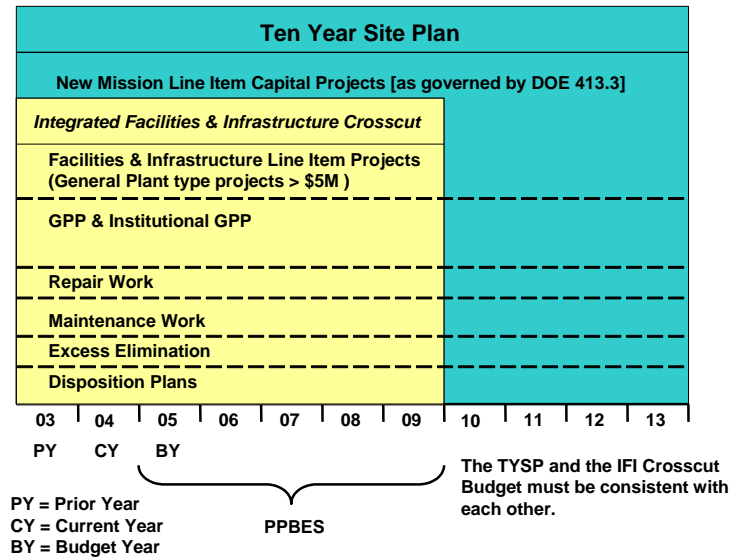 Ten Year Site Plan
New Mission Line Item Capital Projects [as governed by DOE 413.3]
Integrated Facilities & Infrastructure Crosscut
Facilities & Infrastructure Line Item Projects
(General Plant type projects > $5M )
GPP & Institutional GPP
Repair Work
Maintenance Work
Excess Elimination
Disposition Plans
03 04 05 06 07 08 09 10 11 12 13
PY CY BY
The TYSP and the IFI Crosscut
Budget must be consistent with
each other.
PY = Prior Year
CY = Current Year
BY = Budget Year
PPBES